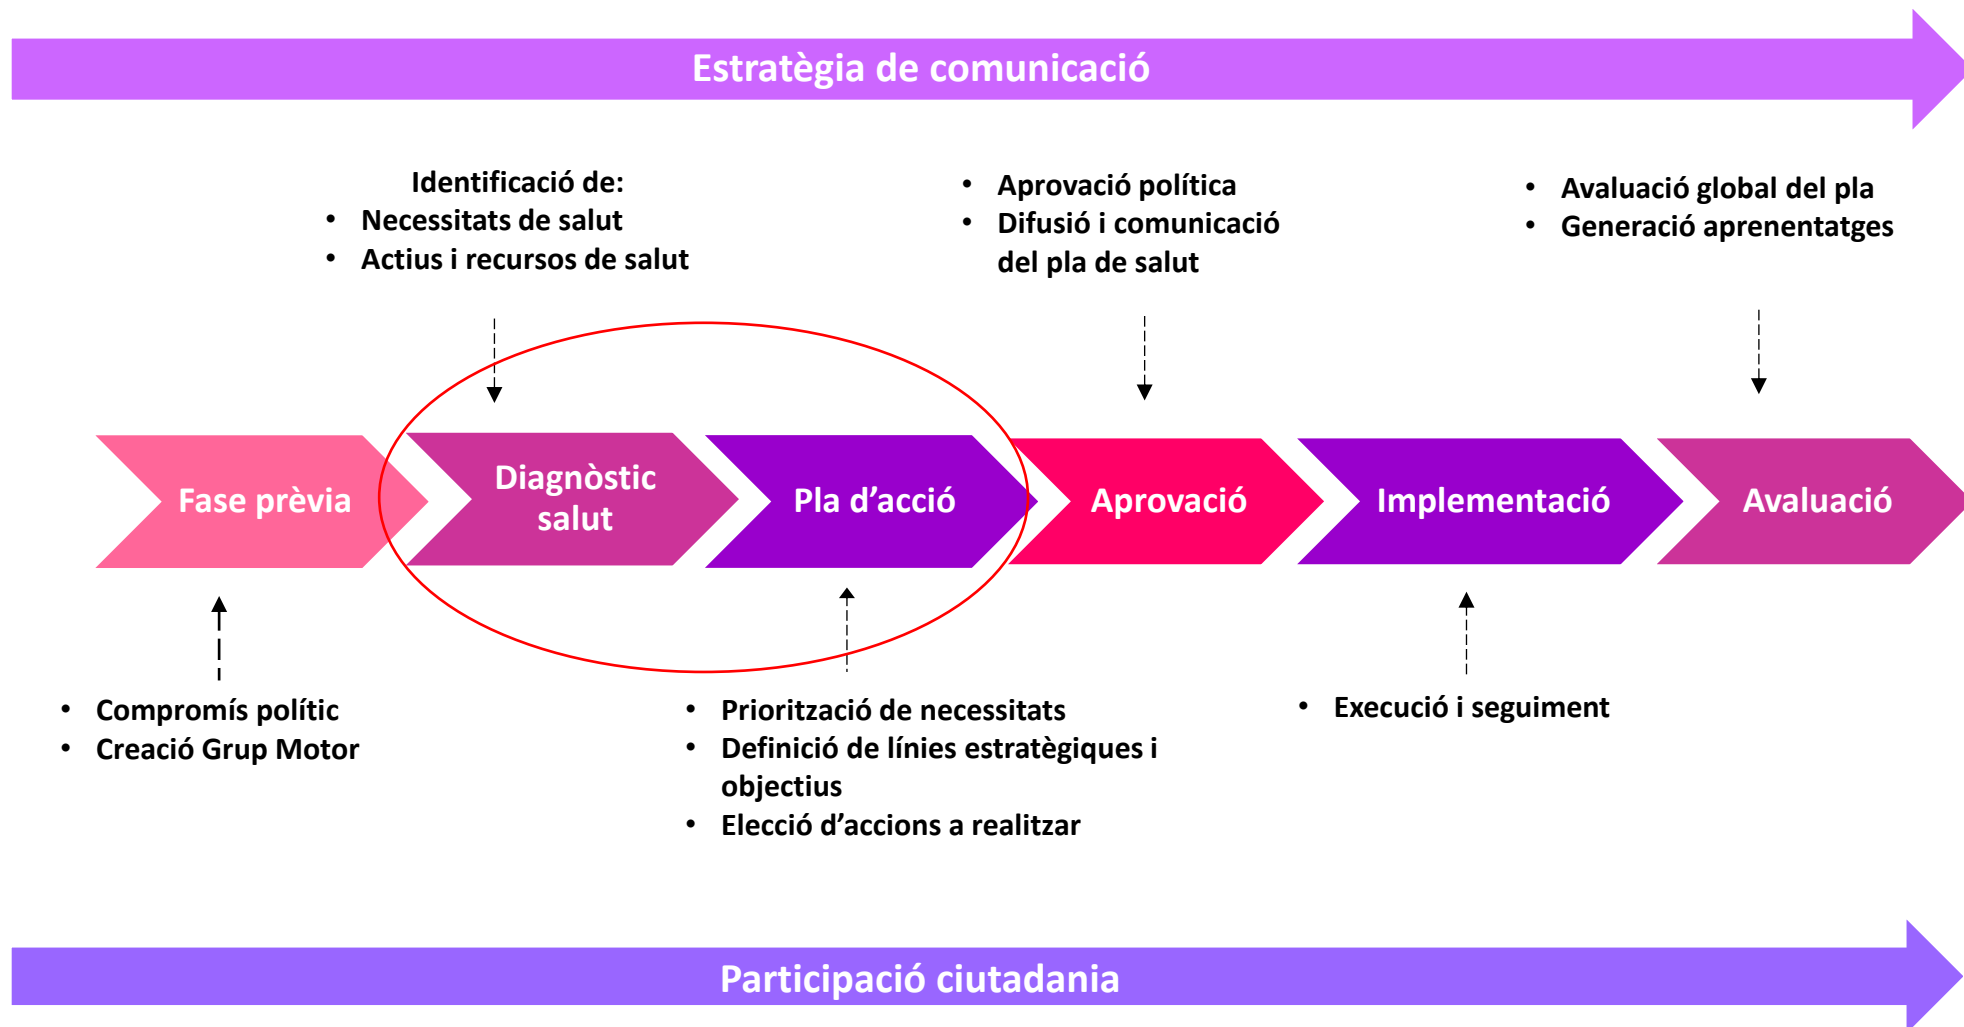 Estratègia de comunicació
Identificació de:
• Necessitats de salut
• Actius i recursos de salut
• Aprovació política
• Difusió i comunicació
del pla de salut
• Avaluació global del pla
• Generació aprenentatges
Fase prèvia
Diagnòstic
salut
Pla d’acció
Aprovació
Implementació
Avaluació
• Compromís polític
• Creació Grup Motor
• Priorització de necessitats
• Definició de línies estratègiques i
objectius
• Elecció d’accions a realitzar
• Execució i seguiment
Participació ciutadania